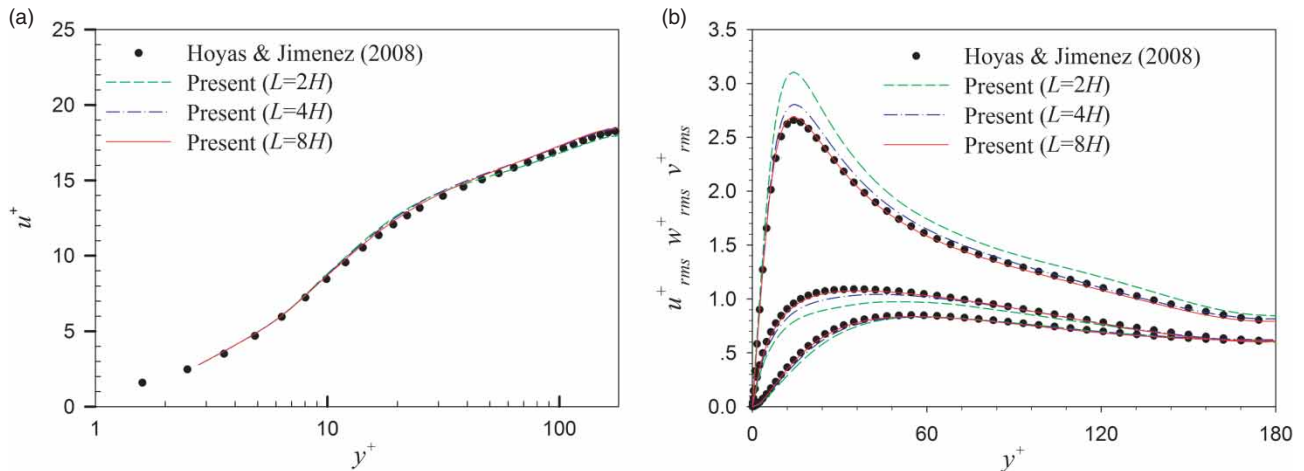 (a)
25
20
15
10
5
0
u+
1
10
100
y+
Hoyas & Jimenez (2008)
Present (L=2H)
Present (L=4H)
Present (L=8H)
(b)
3.5
3.0
2.5
2.0
1.5
1.0
.5
0.0
u+rms w+rms v+rms
0
60
120
180
y+
Hoyas & Jimenez (2008)
Present (L=2H)
Present (L=4H)
Present (L=8H)